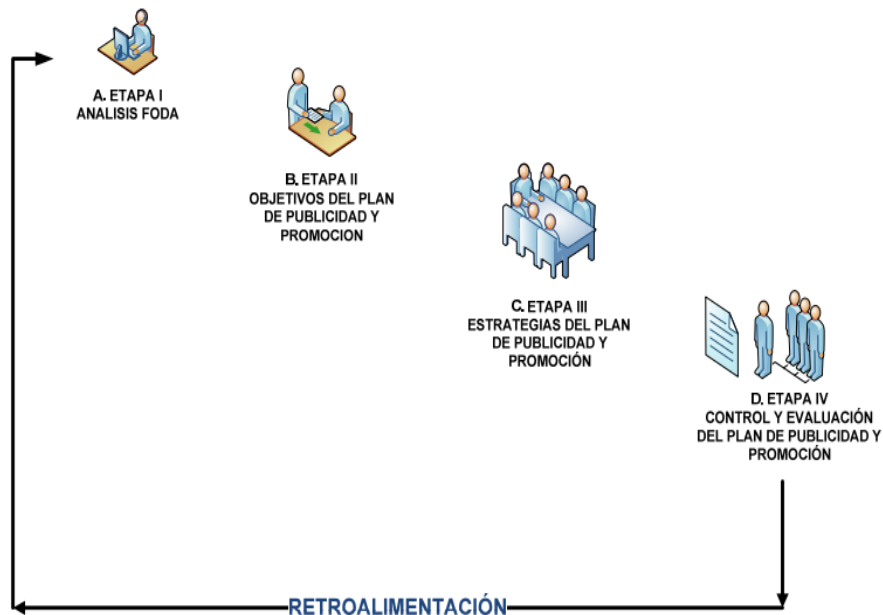 A. ETAPA I
ANALISIS FODA
B. ETAPA II
OBJETIVOS DEL PLAN
DE PUBLICIDAD Y
PROMOCION
C. ETAPA III
ESTRATEGIAS DEL PLAN
DE PUBLICIDAD Y
PROMOCIÓN
D. ETAPA IV
CONTROL Y EVALUACIÓN
DEL PLAN DE PUBLICIDAD Y
PROMOCIÓN
RETROALIMENTACIÓN